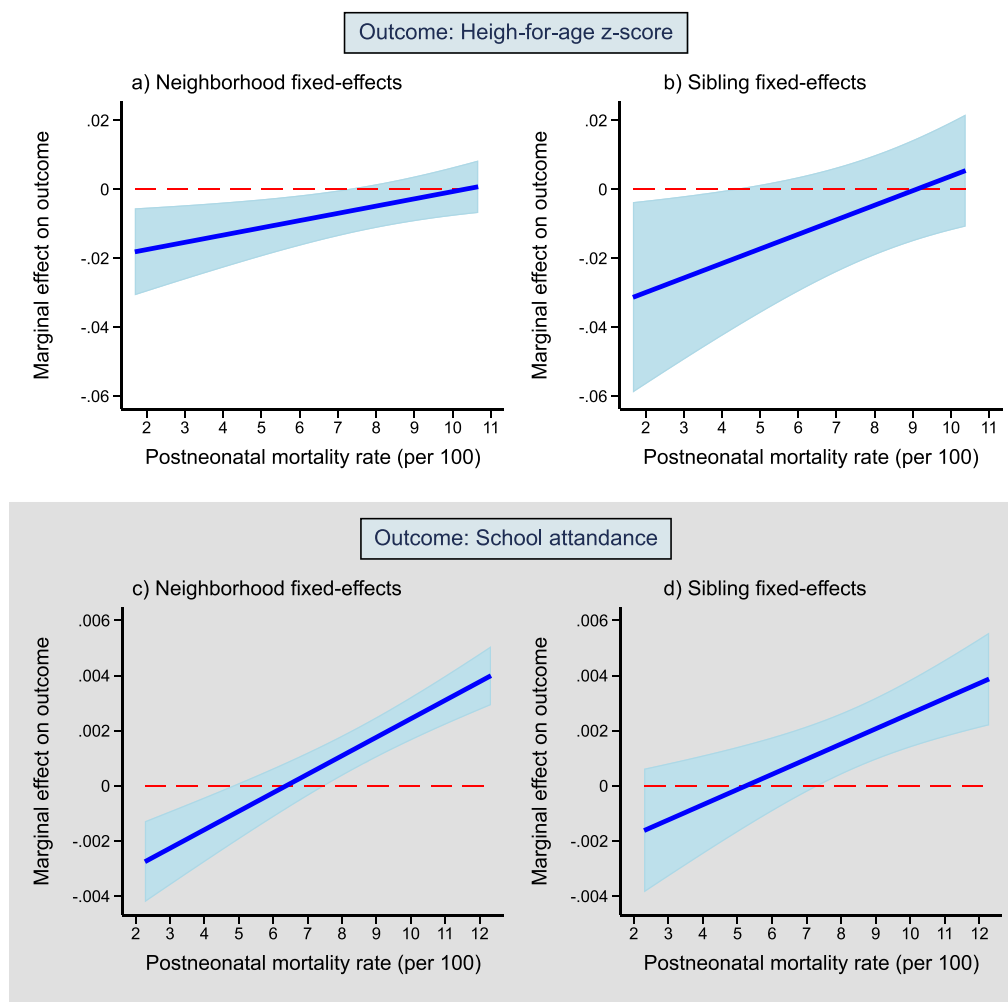 Outcome: Heigh-for-age z-score
a) Neighborhood fixed-effects
Marginal effect on outcome
.02
0
-.02
-.04
-.06
2 3 4 5 6 7 8 9 10 11
Postneonatal mortality rate (per 100)
b) Sibling fixed-effects
Marginal effect on outcome
.02
0
-.02
-.04
-.06
2 3 4 5 6 7 8 9 10 11
Postneonatal mortality rate (per 100)
Outcome: School attandance
c) Neighborhood fixed-effects
Marginal effect on outcome
.006
.004
.002
0
-.002
-.004
2 3 4 5 6 7 8 9 10 11 12
Postneonatal mortality rate (per 100)
d) Sibling fixed-effects
Marginal effect on outcome
.006
.004
.002
0
-.002
-.004
2 3 4 5 6 7 8 9 10 11 12
Postneonatal mortality rate (per 100)